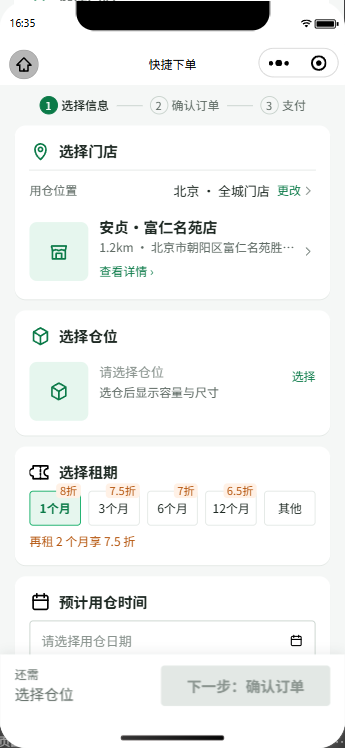 16:35
快捷下单
1 选择信息 2 确认订单 3 支付
选择门店
用仓位置 北京 · 全城门店 更改
安贞·富仁名苑店
1.2km · 北京市朝阳区富仁名苑胜…
查看详情 ›
选择仓位
请选择仓位
选择
选仓后显示容量与尺寸
选择租期
8折 7.5折 7折 6.5折
1个月 3个月 6个月 12个月 其他
再租 2 个月享 7.5 折
预计用仓时间
请选择用仓日期
还需
选择仓位
下一步：确认订单